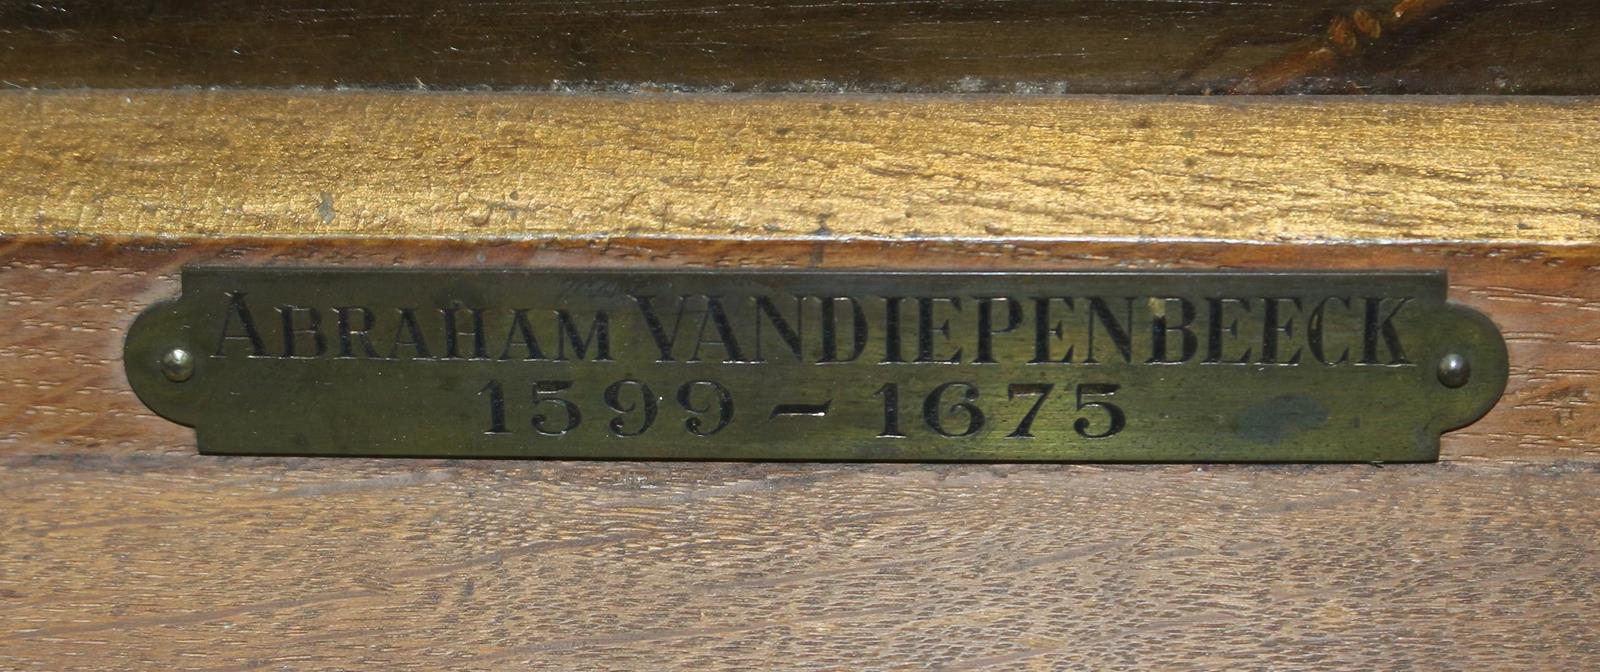 ABRAHAM VANDIEPENBEECK
1599 - 1675